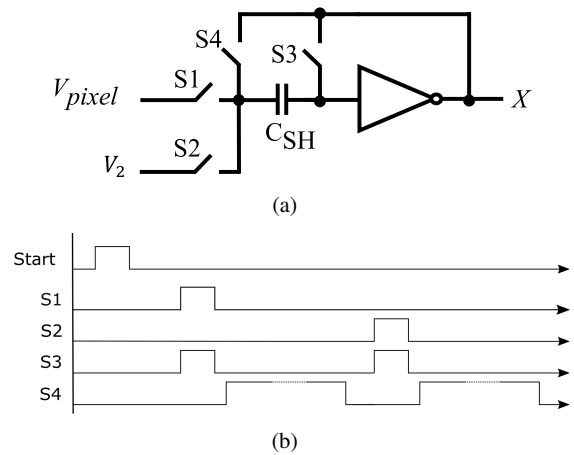 S4
S3
V_pixel S1
C_SH
X
V_2 S2
(a)
Start
S1
S2
S3
S4
(b)